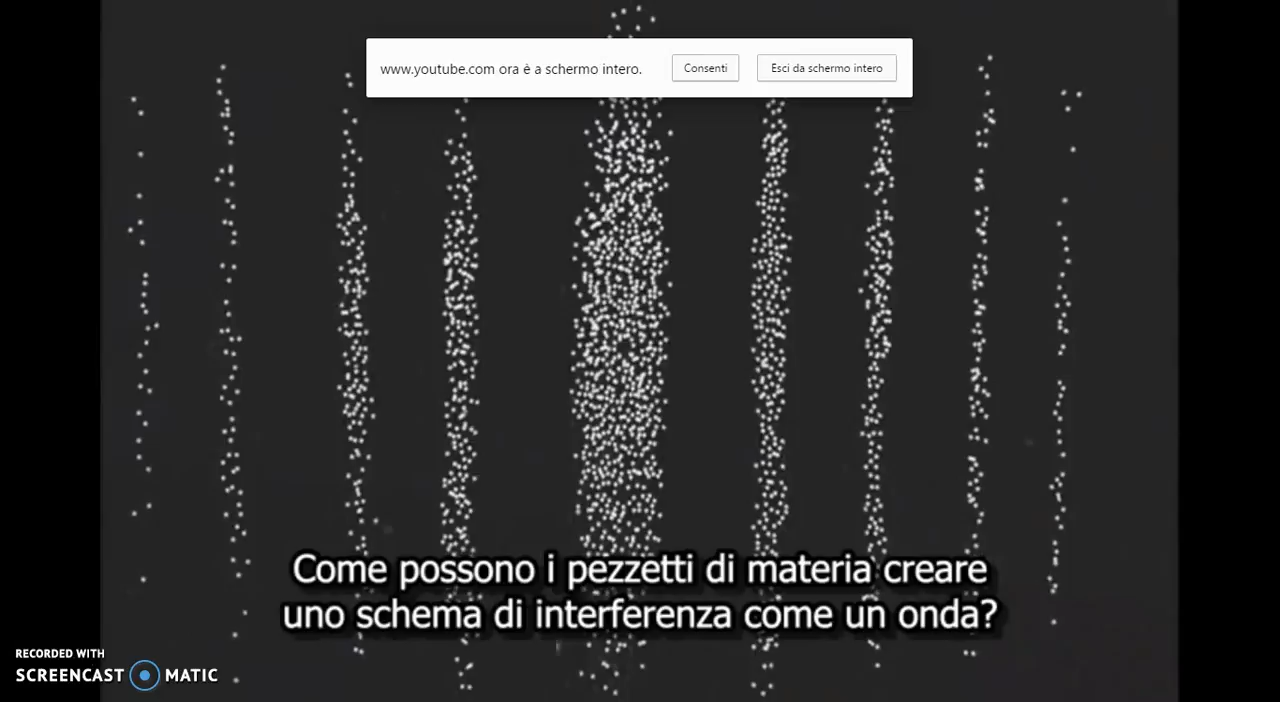 www.youtube.com ora è a schermo intero. Consenti Esci da schermo intero
Come possono i pezzetti di materia creare
uno schema di interferenza come un onda?
RECORDED WITH
SCREENCAST MATIC